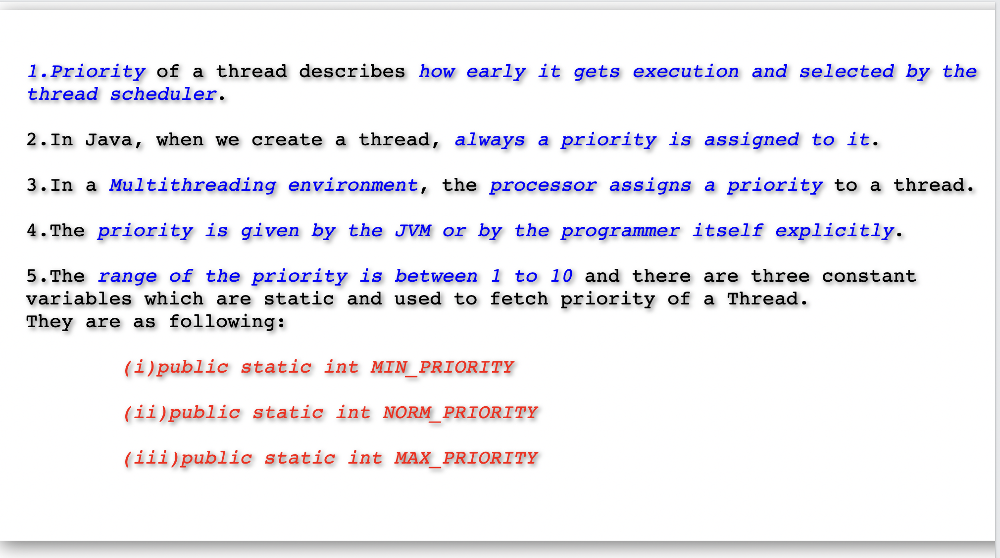 1.Priority of a thread describes how early it gets execution and selected by the
thread scheduler.
2.In Java, when we create a thread, always a priority is assigned to it.
3.In a Multithreading environment, the processor assigns a priority to a thread.
4.The priority is given by the JVM or by the programmer itself explicitly.
5.The range of the priority is between 1 to 10 and there are three constant
variables which are static and used to fetch priority of a Thread.
They are as following:
(i)public static int MIN_PRIORITY
(ii)public static int NORM_PRIORITY
(iii)public static int MAX_PRIORITY